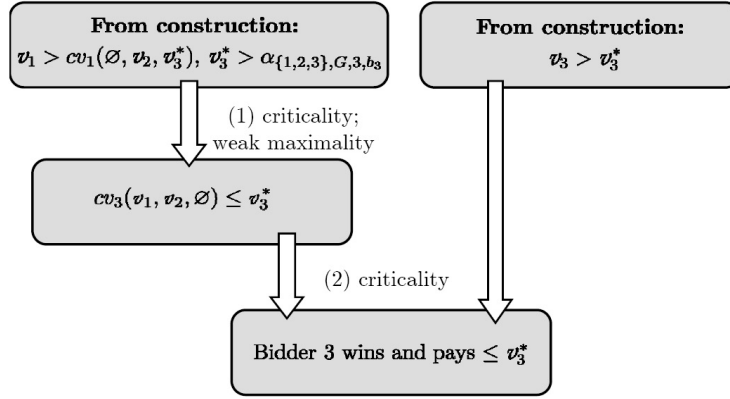 From construction:
v₁ > cv₁(∅, v₂, v₃*), v₃* > α_{{1,2,3},G,3,b₃}
From construction:
v₃ > v₃*
(1) criticality;
weak maximality
cv₃(v₁, v₂, ∅) ≤ v₃*
(2) criticality
Bidder 3 wins and pays ≤ v₃*